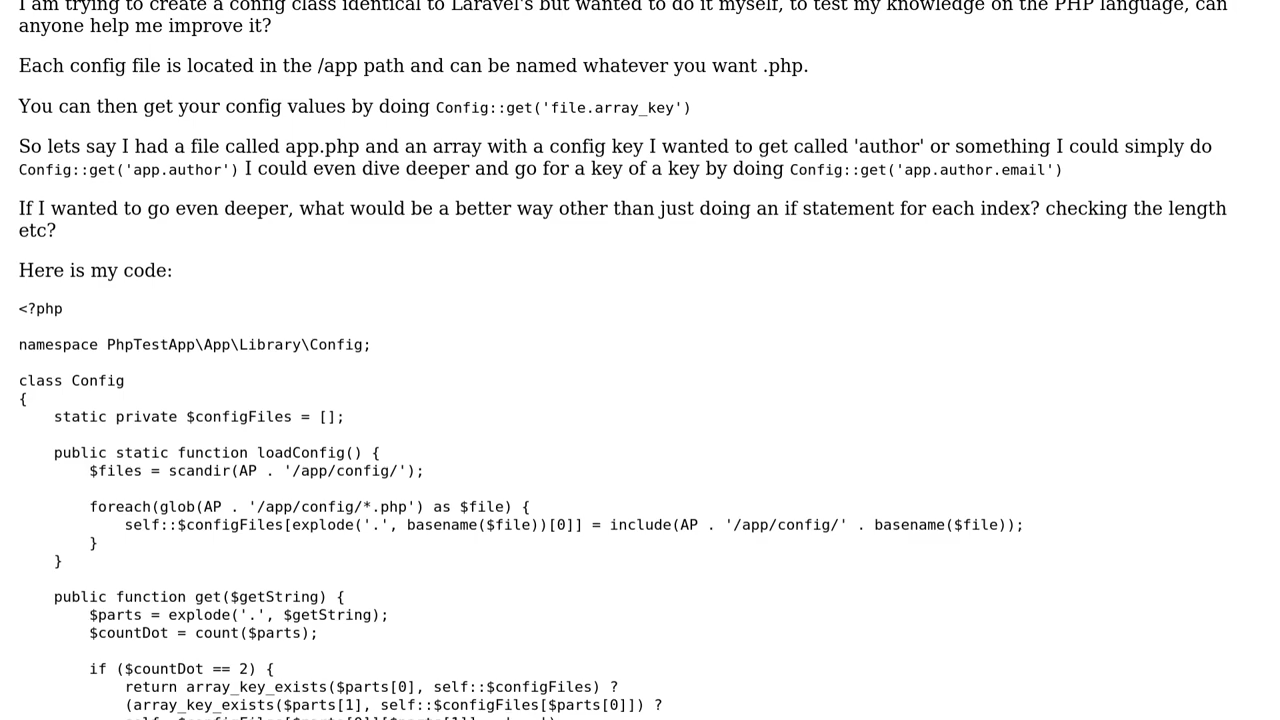 I am trying to create a config class identical to Laravel's but wanted to do it myself, to test my knowledge on the PHP language, can
anyone help me improve it?
Each config file is located in the /app path and can be named whatever you want .php.
You can then get your config values by doing Config::get('file.array_key')
So lets say I had a file called app.php and an array with a config key I wanted to get called 'author' or something I could simply do
Config::get('app.author') I could even dive deeper and go for a key of a key by doing Config::get('app.author.email')
If I wanted to go even deeper, what would be a better way other than just doing an if statement for each index? checking the length
etc?
Here is my code:
<?php
namespace PhpTestApp\App\Library\Config;
class Config
{
    static private $configFiles = [];
    public static function loadConfig() {
        $files = scandir(AP . '/app/config/');
        foreach(glob(AP . '/app/config/*.php') as $file) {
            self::$configFiles[explode('.', basename($file))[0]] = include(AP . '/app/config/' . basename($file));
        }
    }
    public function get($getString) {
        $parts = explode('.', $getString);
        $countDot = count($parts);
        if ($countDot == 2) {
            return array_key_exists($parts[0], self::$configFiles) ?
            (array_key_exists($parts[1], self::$configFiles[$parts[0]]) ?